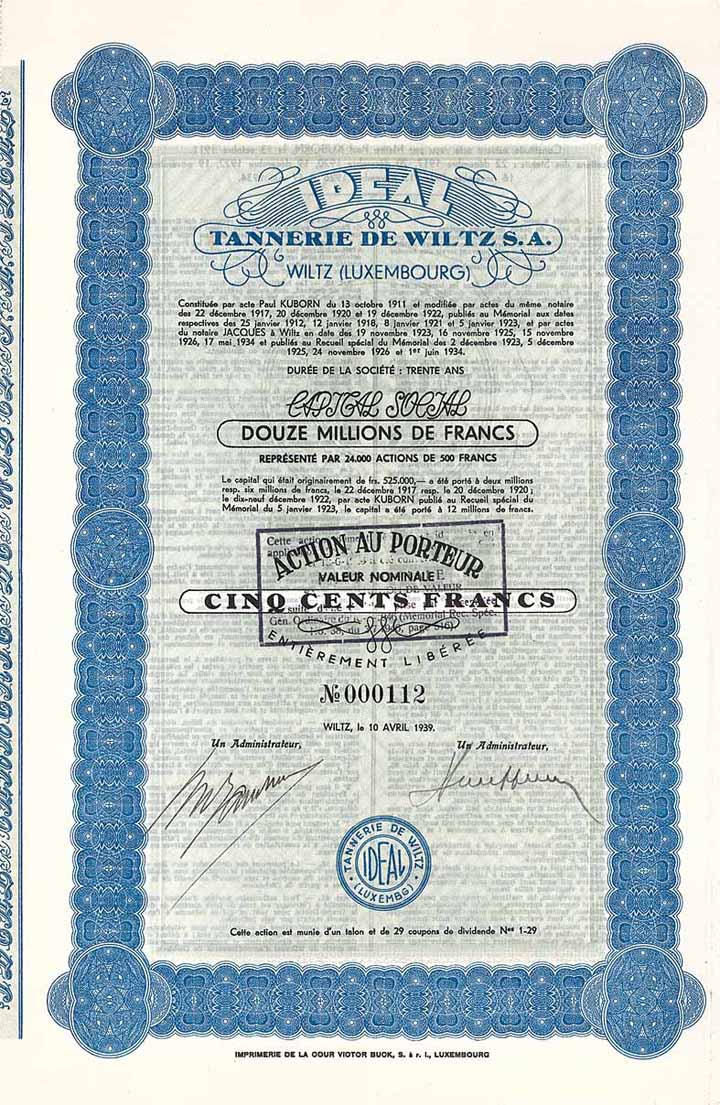 IDEAL
TANNERIE DE WILTZ S.A.
WILTZ (LUXEMBOURG)
Constituée par acte Paul KUBORN du 13 octobre 1911 et modifiée par actes du même notaire
des 22 décembre 1917, 20 décembre 1920 et 19 décembre 1922, publiés au Mémorial aux dates
respectives des 25 janvier 1912, 12 janvier 1918, 8 janvier 1921 et 5 janvier 1923, et par actes
du notaire JACQUES à Wiltz en date des 19 novembre 1923, 16 novembre 1925, 15 novembre
1926, 17 mai 1934 et publiés au Recueil spécial du Mémorial des 2 décembre 1923, 5 décembre
1925, 24 novembre 1926 et 1er juin 1934.
DURÉE DE LA SOCIÉTÉ : TRENTE ANS
CAPITAL SOCIAL
DOUZE MILLIONS DE FRANCS
REPRÉSENTÉ PAR 24.000 ACTIONS DE 500 FRANCS
Le capital qui était originairement de frs. 525.000,— a été porté à deux millions
resp. six millions de francs, le 22 décembre 1917 resp. le 20 décembre 1920 ;
le dix-neuf décembre 1922, par acte KUBORN publié au Recueil spécial du
Mémorial du 5 janvier 1923, le capital a été porté à 12 millions de francs.
Cette en
ACTION AU PORTEUR
VALEUR NOMINALE
DE VALEUR
CINQ CENTS FRANCS
Gén. (Mémorial Rec. Spéc.
ENTIÈREMENT LIBÉRÉE
No 000112
WILTZ, le 10 AVRIL 1939.
Un Administrateur, Un Administrateur,
TANNERIE DE WILTZ
IDEAL
(LUXEMBG)
Cette action est munie d'un talon et de 29 coupons de dividende Nos 1-29
IMPRIMERIE DE LA COUR VICTOR BUCK, S. à r. l., LUXEMBOURG